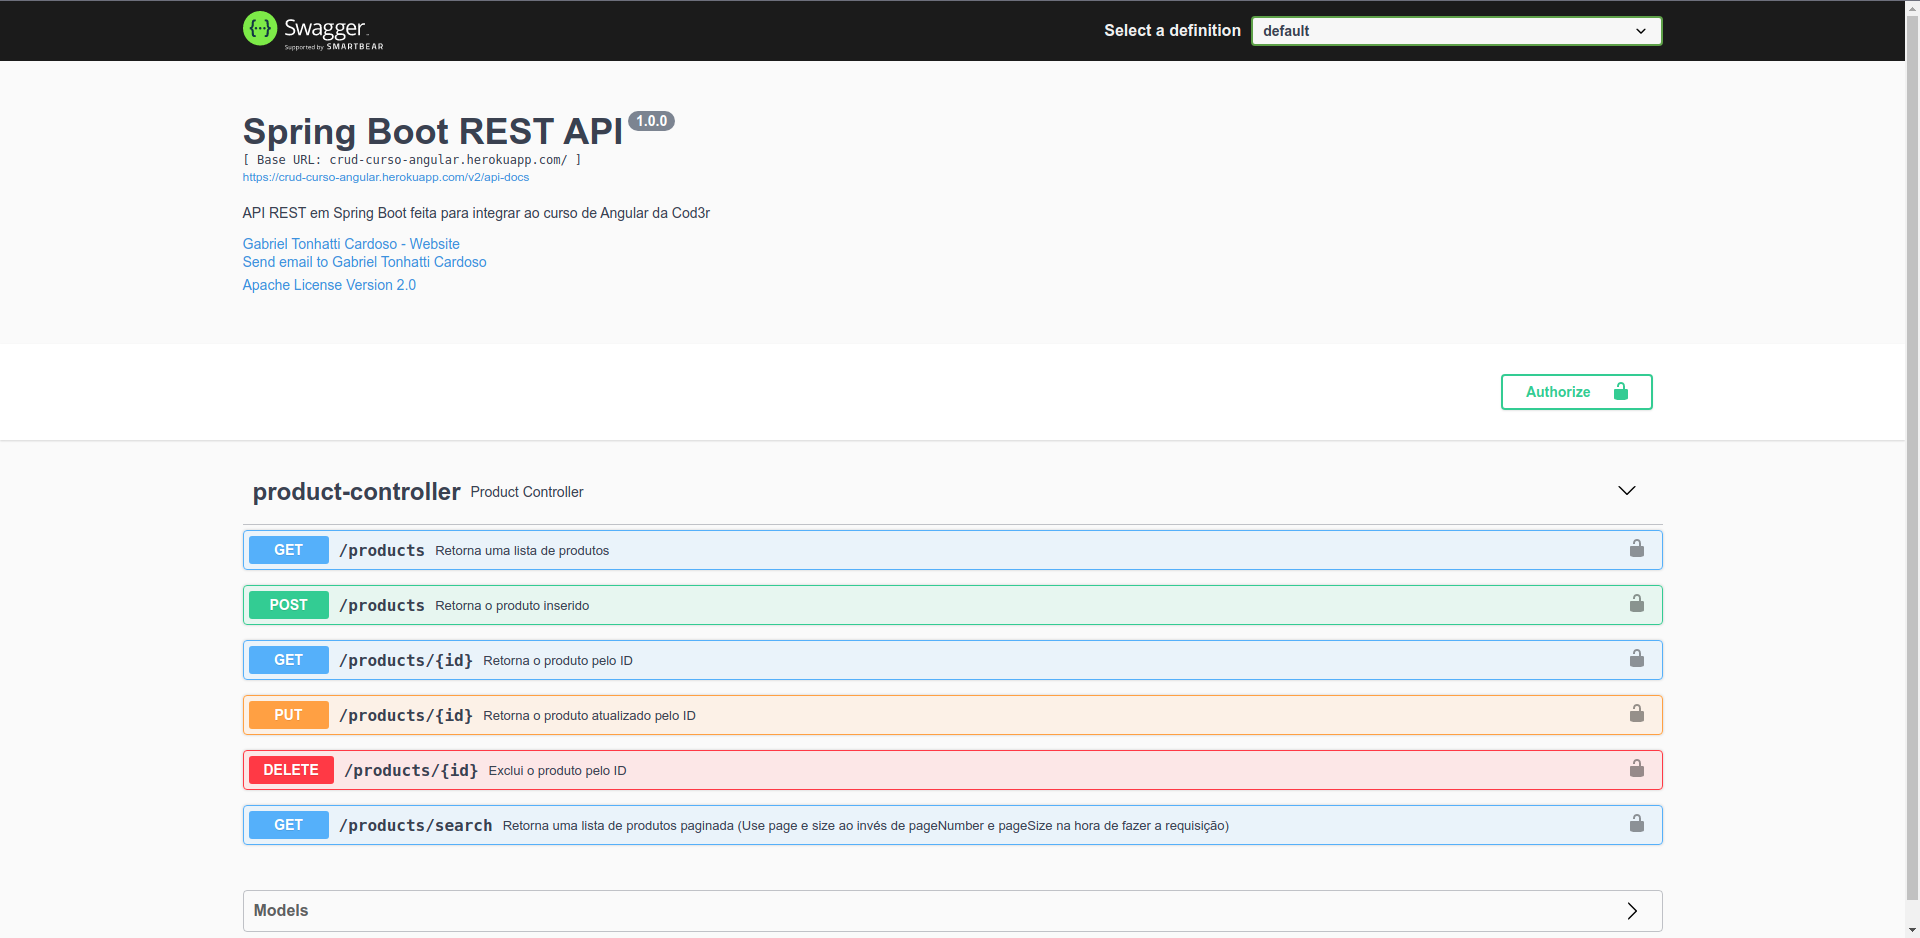 Swagger
Supported by SMARTBEAR
Select a definition
default
Spring Boot REST API 1.0.0
[ Base URL: crud-curso-angular.herokuapp.com/ ]
https://crud-curso-angular.herokuapp.com/v2/api-docs
API REST em Spring Boot feita para integrar ao curso de Angular da Cod3r
Gabriel Tonhatti Cardoso - Website
Send email to Gabriel Tonhatti Cardoso
Apache License Version 2.0
Authorize
product-controller Product Controller
GET /products Retorna uma lista de produtos
POST /products Retorna o produto inserido
GET /products/{id} Retorna o produto pelo ID
PUT /products/{id} Retorna o produto atualizado pelo ID
DELETE /products/{id} Exclui o produto pelo ID
GET /products/search Retorna uma lista de produtos paginada (Use page e size ao invés de pageNumber e pageSize na hora de fazer a requisição)
Models